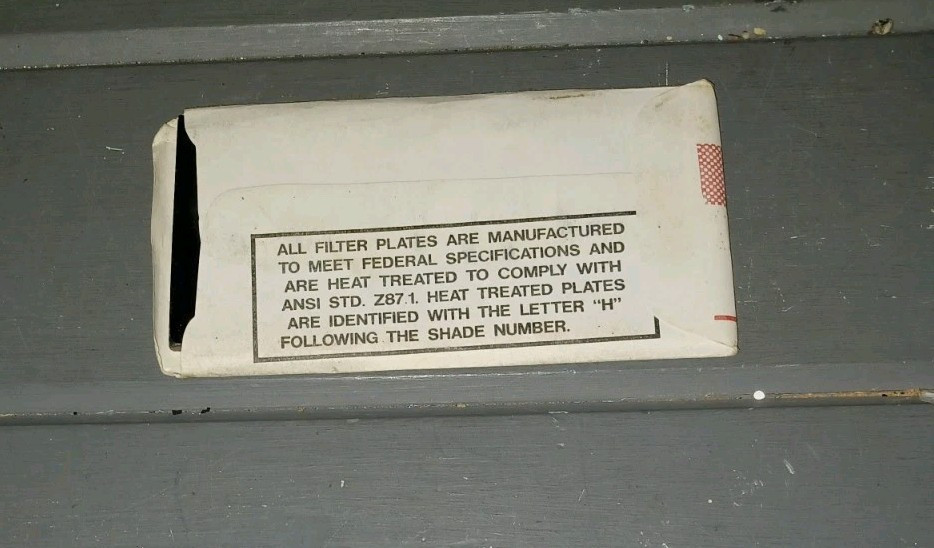 ALL FILTER PLATES ARE MANUFACTURED
TO MEET FEDERAL SPECIFICATIONS AND
ARE HEAT TREATED TO COMPLY WITH
ANSI STD. Z87.1. HEAT TREATED PLATES
ARE IDENTIFIED WITH THE LETTER “H”
FOLLOWING THE SHADE NUMBER.